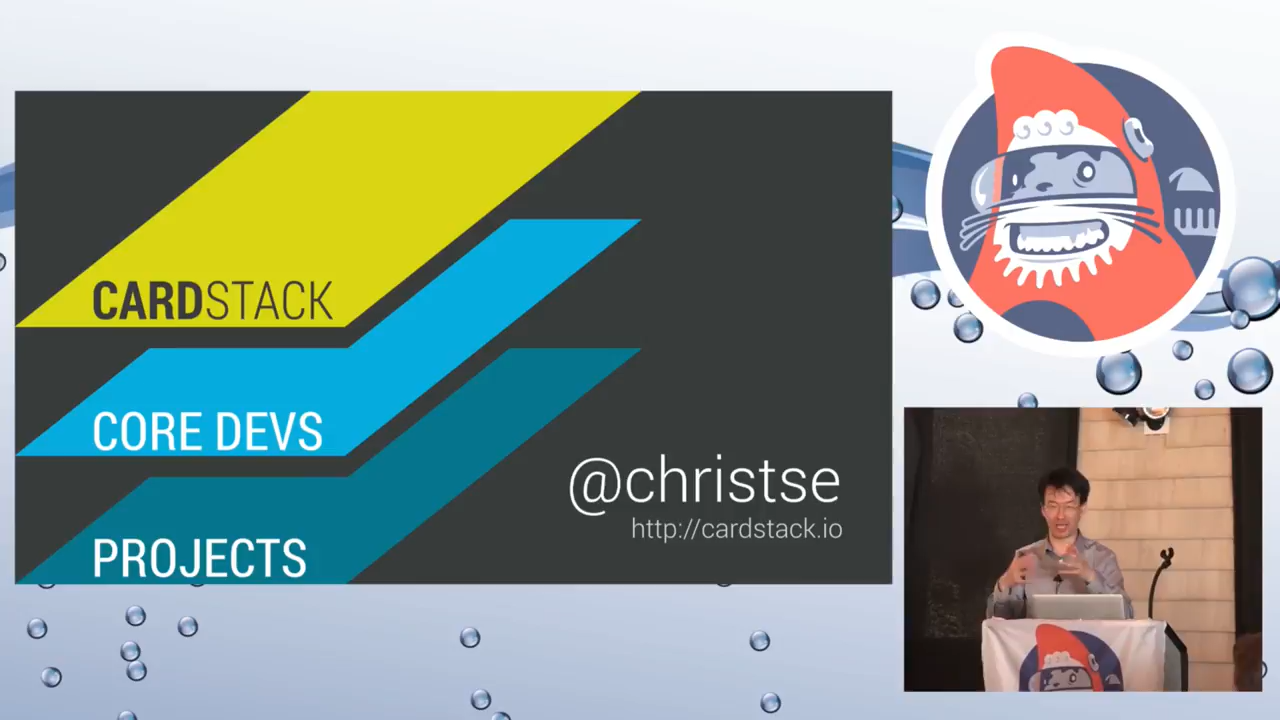 CARDSTACK
CORE DEVS
PROJECTS
@christse
http://cardstack.io